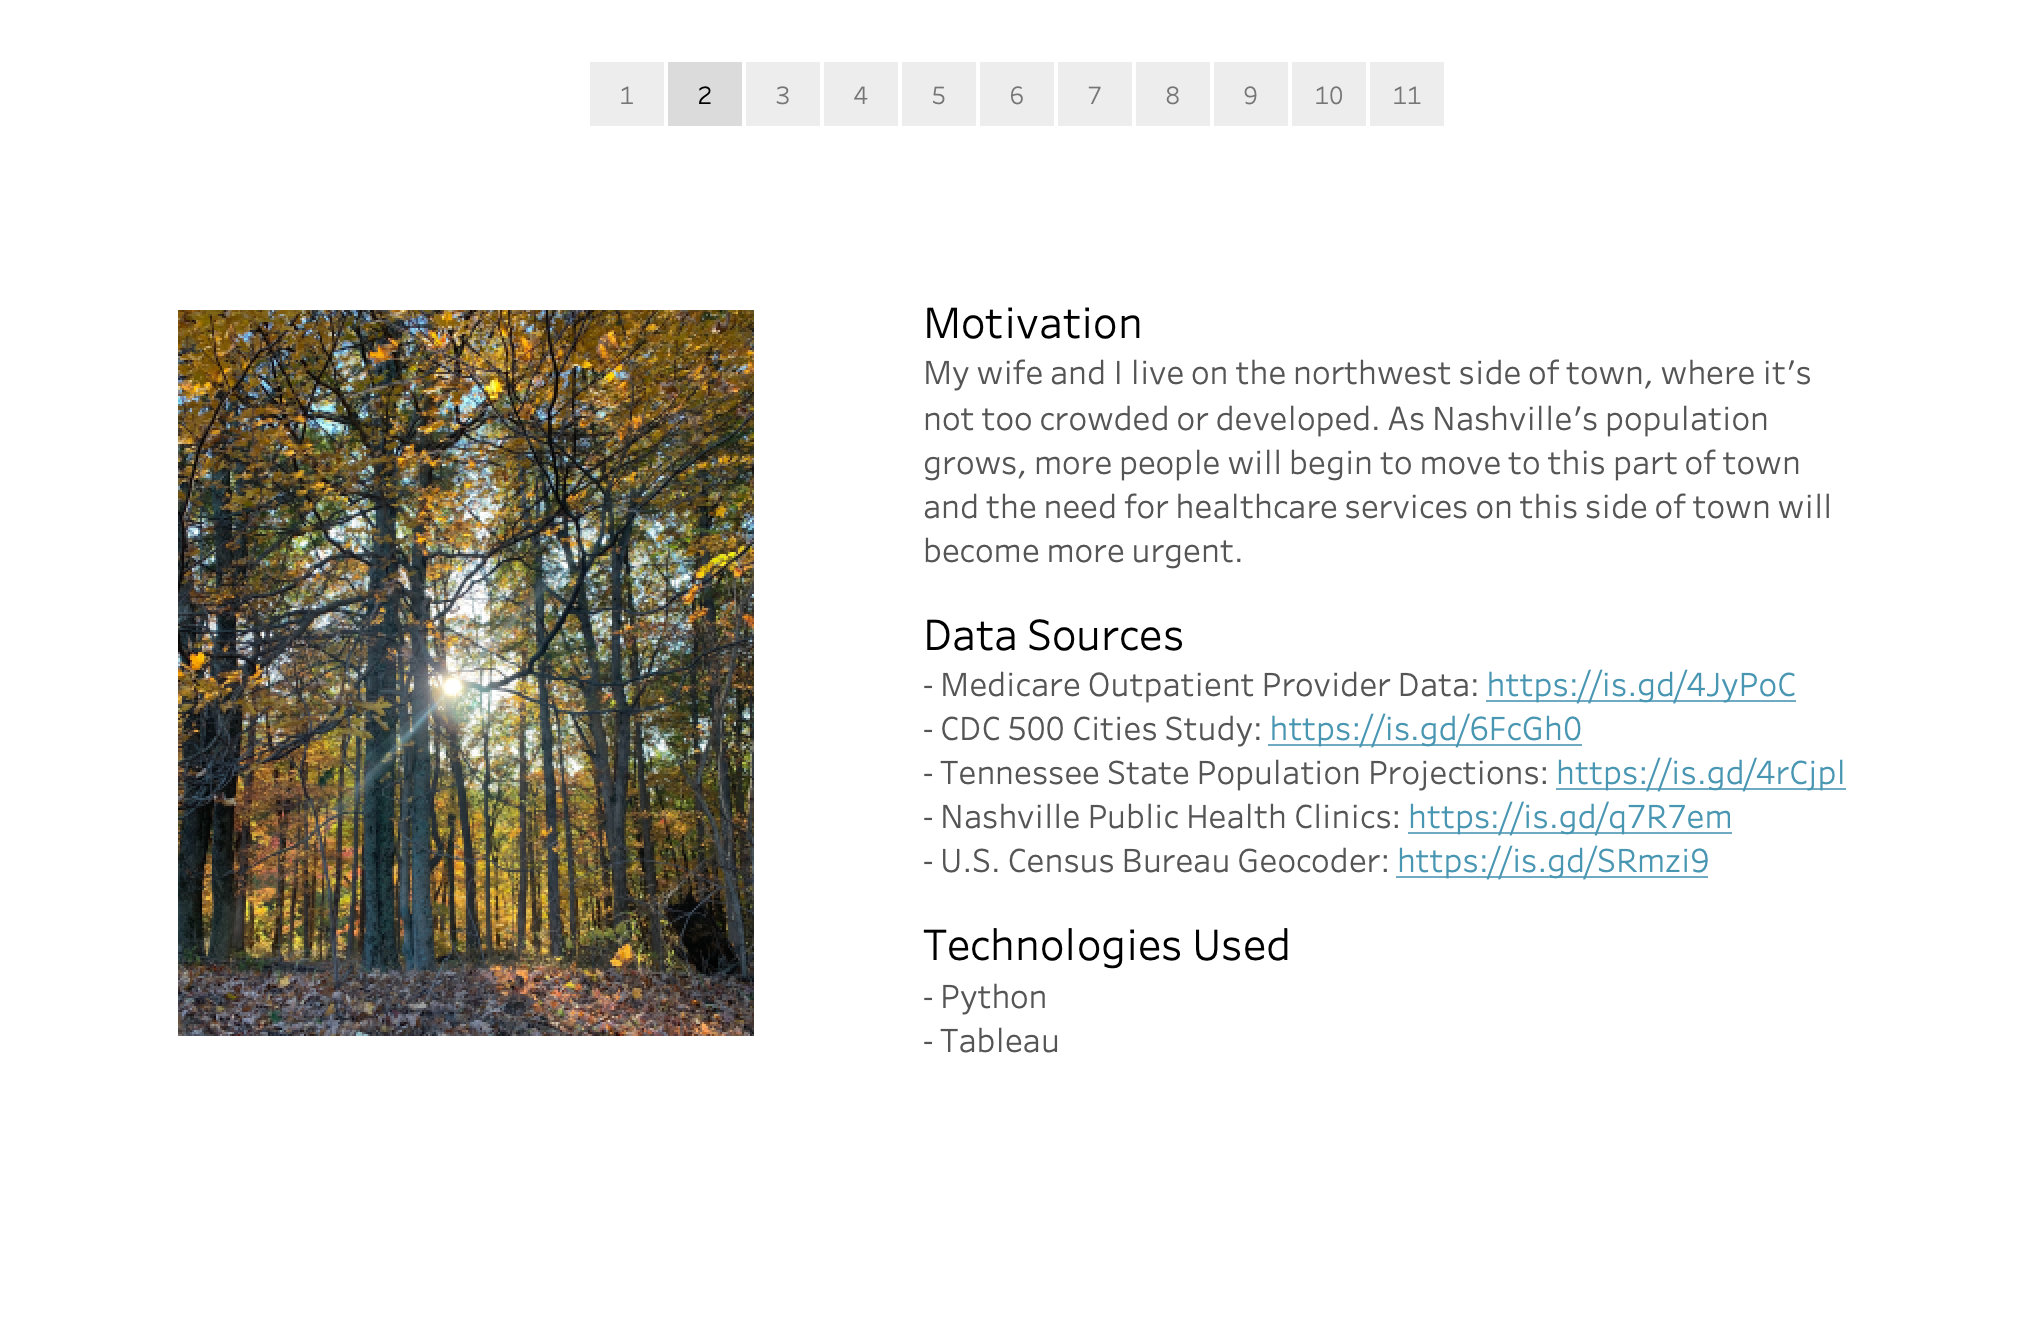 1 2 3 4 5 6 7 8 9 10 11
Motivation
My wife and I live on the northwest side of town, where it’s
not too crowded or developed. As Nashville’s population
grows, more people will begin to move to this part of town
and the need for healthcare services on this side of town will
become more urgent.
Data Sources
- Medicare Outpatient Provider Data: https://is.gd/4JyPoC
- CDC 500 Cities Study: https://is.gd/6FcGh0
- Tennessee State Population Projections: https://is.gd/4rCjpl
- Nashville Public Health Clinics: https://is.gd/q7R7em
- U.S. Census Bureau Geocoder: https://is.gd/SRmzi9
Technologies Used
- Python
- Tableau